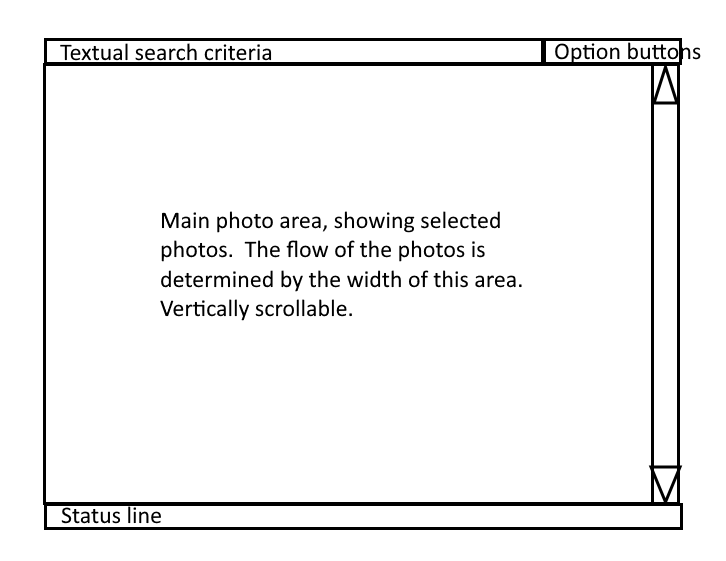 Textual search criteria
Option buttons
Main photo area, showing selected
photos.  The flow of the photos is
determined by the width of this area.
Vertically scrollable.
Status line